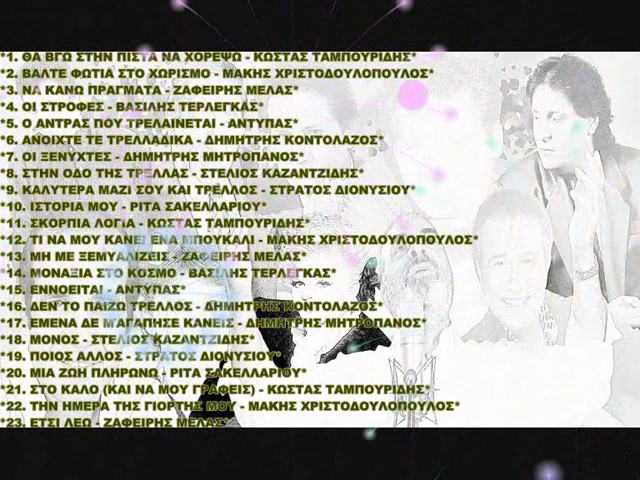 *1. ΘΑ ΒΓΩ ΣΤΗΝ ΠΙΣΤΑ ΝΑ ΧΟΡΕΨΩ - ΚΩΣΤΑΣ ΤΑΜΠΟΥΡΙΔΗΣ*
*2. ΒΑΛΤΕ ΦΩΤΙΑ ΣΤΟ ΧΩΡΙΣΜΟ - ΜΑΚΗΣ ΧΡΙΣΤΟΔΟΥΛΟΠΟΥΛΟΣ*
*3. ΝΑ ΚΑΝΩ ΠΡΑΓΜΑΤΑ - ΖΑΦΕΙΡΗΣ ΜΕΛΑΣ*
*4. ΟΙ ΣΤΡΟΦΕΣ - ΒΑΣΙΛΗΣ ΤΕΡΛΕΓΚΑΣ*
*5. Ο ΑΝΤΡΑΣ ΠΟΥ ΤΡΕΛΑΙΝΕΤΑΙ - ΑΝΤΥΠΑΣ*
*6. ΑΝΟΙΧΤΕ ΤΕ ΤΡΕΛΛΑΔΙΚΑ - ΔΗΜΗΤΡΗΣ ΚΟΝΤΟΛΑΖΟΣ*
*7. ΟΙ ΞΕΝΥΧΤΕΣ - ΔΗΜΗΤΡΗΣ ΜΗΤΡΟΠΑΝΟΣ*
*8. ΣΤΗΝ ΟΔΟ ΤΗΣ ΤΡΕΛΛΑΣ - ΣΤΕΛΙΟΣ ΚΑΖΑΝΤΖΙΔΗΣ*
*9. ΚΑΛΥΤΕΡΑ ΜΑΖΙ ΣΟΥ ΚΑΙ ΤΡΕΛΛΟΣ - ΣΤΡΑΤΟΣ ΔΙΟΝΥΣΙΟΥ*
*10. ΙΣΤΟΡΙΑ ΜΟΥ - ΡΙΤΑ ΣΑΚΕΛΛΑΡΙΟΥ*
*11. ΣΚΟΡΠΙΑ ΛΟΓΙΑ - ΚΩΣΤΑΣ ΤΑΜΠΟΥΡΙΔΗΣ*
*12. ΤΙ ΝΑ ΜΟΥ ΚΑΝΕΙ ΕΝΑ ΜΠΟΥΚΑΛΙ - ΜΑΚΗΣ ΧΡΙΣΤΟΔΟΥΛΟΠΟΥΛΟΣ*
*13. ΜΗ ΜΕ ΞΕΜΥΑΛΙΖΕΙΣ - ΖΑΦΕΙΡΗΣ ΜΕΛΑΣ*
*14. ΜΟΝΑΞΙΑ ΣΤΟ ΚΟΣΜΟ - ΒΑΣΙΛΗΣ ΤΕΡΛΕΓΚΑΣ*
*15. ΕΝΝΟΕΙΤΑΙ - ΑΝΤΥΠΑΣ*
*16. ΔΕΝ ΤΟ ΠΑΙΖΩ ΤΡΕΛΛΟΣ - ΔΗΜΗΤΡΗΣ ΚΟΝΤΟΛΑΖΟΣ*
*17. ΕΜΕΝΑ ΔΕ Μ'ΑΓΑΠΗΣΕ ΚΑΝΕΙΣ - ΔΗΜΗΤΡΗΣ ΜΗΤΡΟΠΑΝΟΣ*
*18. ΜΟΝΟΣ - ΣΤΕΛΙΟΣ ΚΑΖΑΝΤΖΙΔΗΣ*
*19. ΠΟΙΟΣ ΑΛΛΟΣ - ΣΤΡΑΤΟΣ ΔΙΟΝΥΣΙΟΥ*
*20. ΜΙΑ ΖΩΗ ΠΛΗΡΩΝΩ - ΡΙΤΑ ΣΑΚΕΛΛΑΡΙΟΥ*
*21. ΣΤΟ ΚΑΛΟ (ΚΑΙ ΝΑ ΜΟΥ ΓΡΑΦΕΙΣ) - ΚΩΣΤΑΣ ΤΑΜΠΟΥΡΙΔΗΣ*
*22. ΤΗΝ ΗΜΕΡΑ ΤΗΣ ΓΙΟΡΤΗΣ ΜΟΥ - ΜΑΚΗΣ ΧΡΙΣΤΟΔΟΥΛΟΠΟΥΛΟΣ*
*23. ΕΤΣΙ ΛΕΩ - ΖΑΦΕΙΡΗΣ ΜΕΛΑΣ*